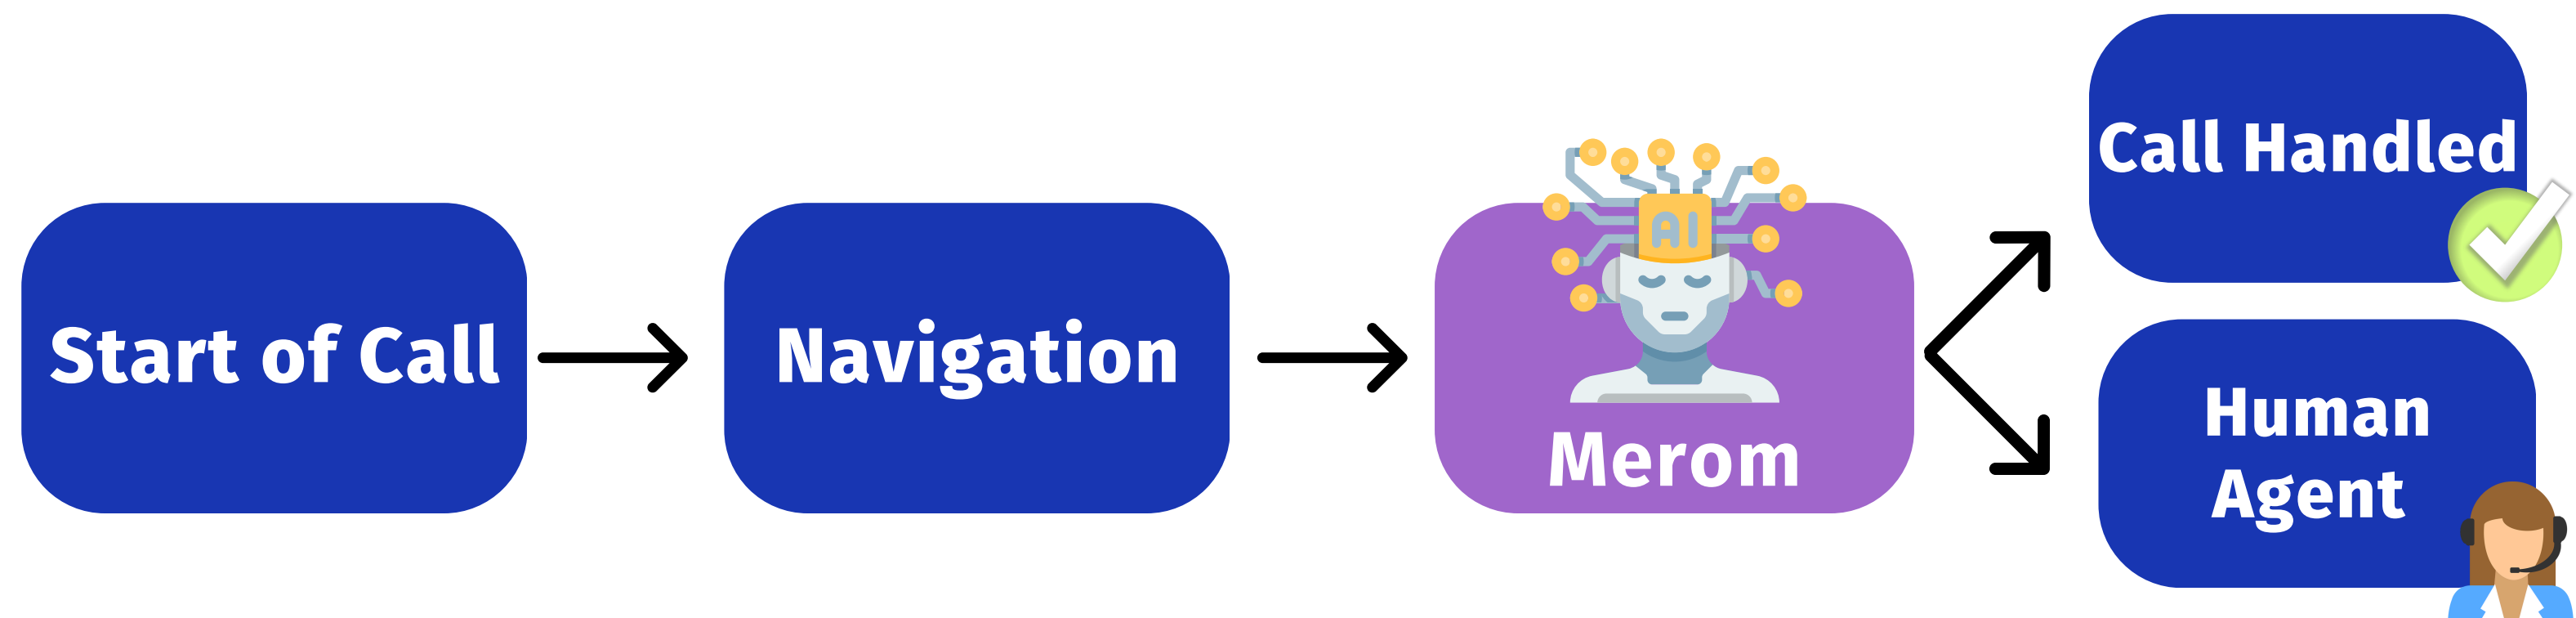 Start of Call
Navigation
AI
Merom
Call Handled
Human
Agent